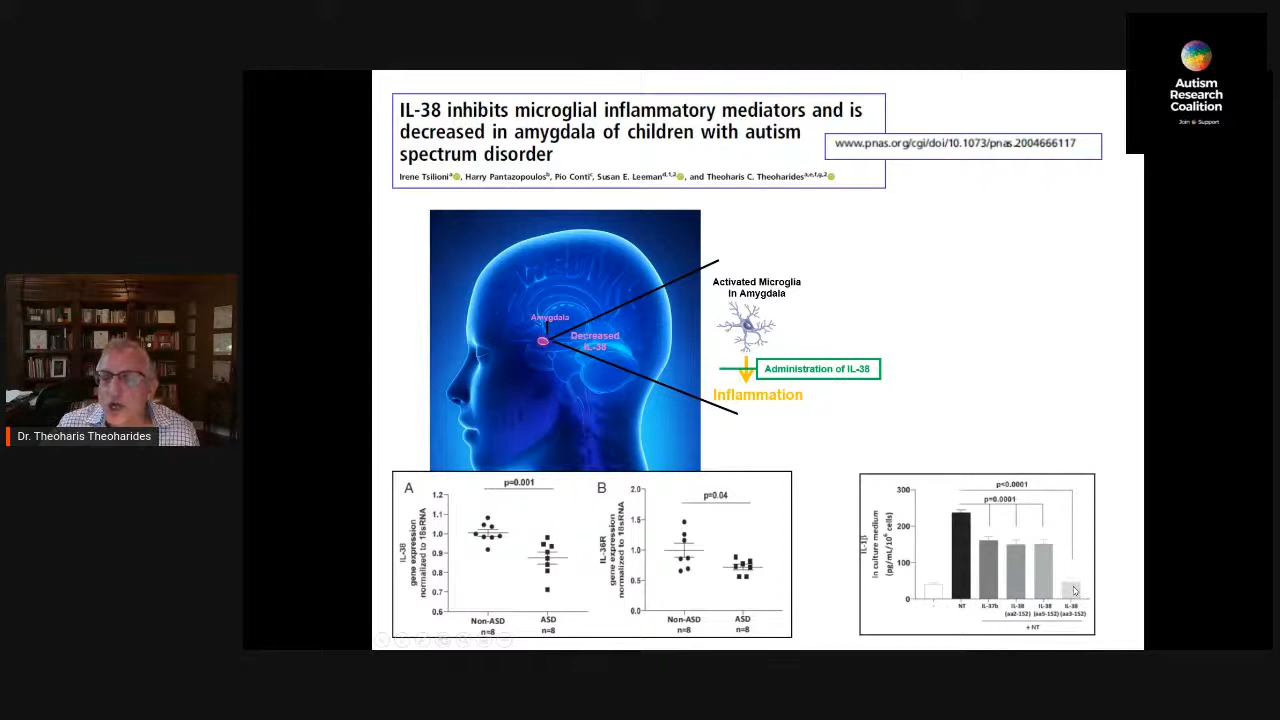 Autism
Research
Coalition
Join Support
IL-38 inhibits microglial inflammatory mediators and is
decreased in amygdala of children with autism
spectrum disorder
www.pnas.org/cgi/doi/10.1073/pnas.2004666117
Irene Tsilioni, Harry Pantazopoulos, Pio Conti, Susan E. Leeman, and Theoharis C. Theoharides
Activated Microglia
in Amygdala
Amygdala
Decreased
IL-38
Administration of IL-38
Inflammation
Dr. Theoharis Theoharides
A
p=0.001
IL-38
gene expression
normalized to 18sRNA
1.2
1.1
1.0
0.9
0.8
0.7
0.6
Non-ASD
n=8
ASD
n=8
B
p=0.04
IL-36R
gene expression
normalized to 18sRNA
2.0
1.5
1.0
0.5
0.0
Non-ASD
n=8
ASD
n=8
p<0.0001
p=0.0001
IL-1β
in culture medium
(pg/mL/10⁶ cells)
300
200
100
0
-
NT
IL-37b
IL-38
(aa2-152)
IL-38
(aa5-152)
IL-38
(aa3-152)
+ NT